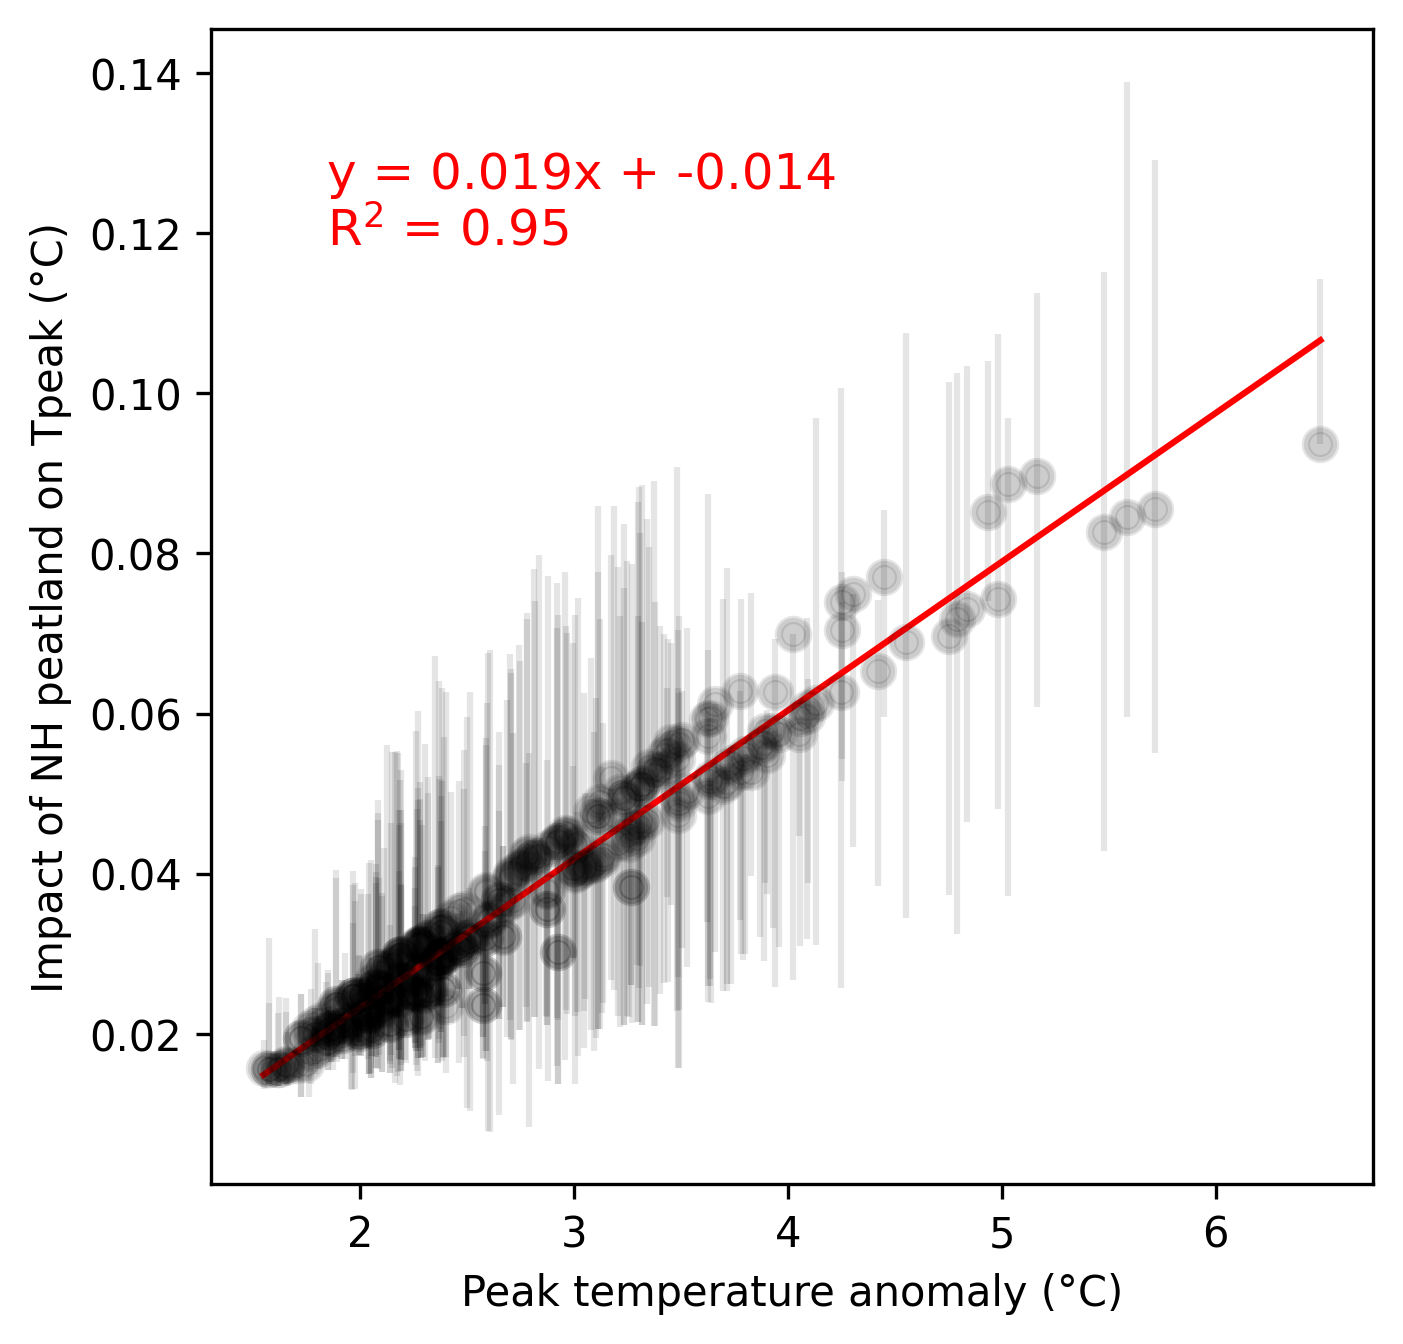 0.14
0.12
0.10
0.08
0.06
0.04
0.02
Impact of NH peatland on Tpeak (°C)
y = 0.019x + -0.014
R² = 0.95
2 3 4 5 6
Peak temperature anomaly (°C)